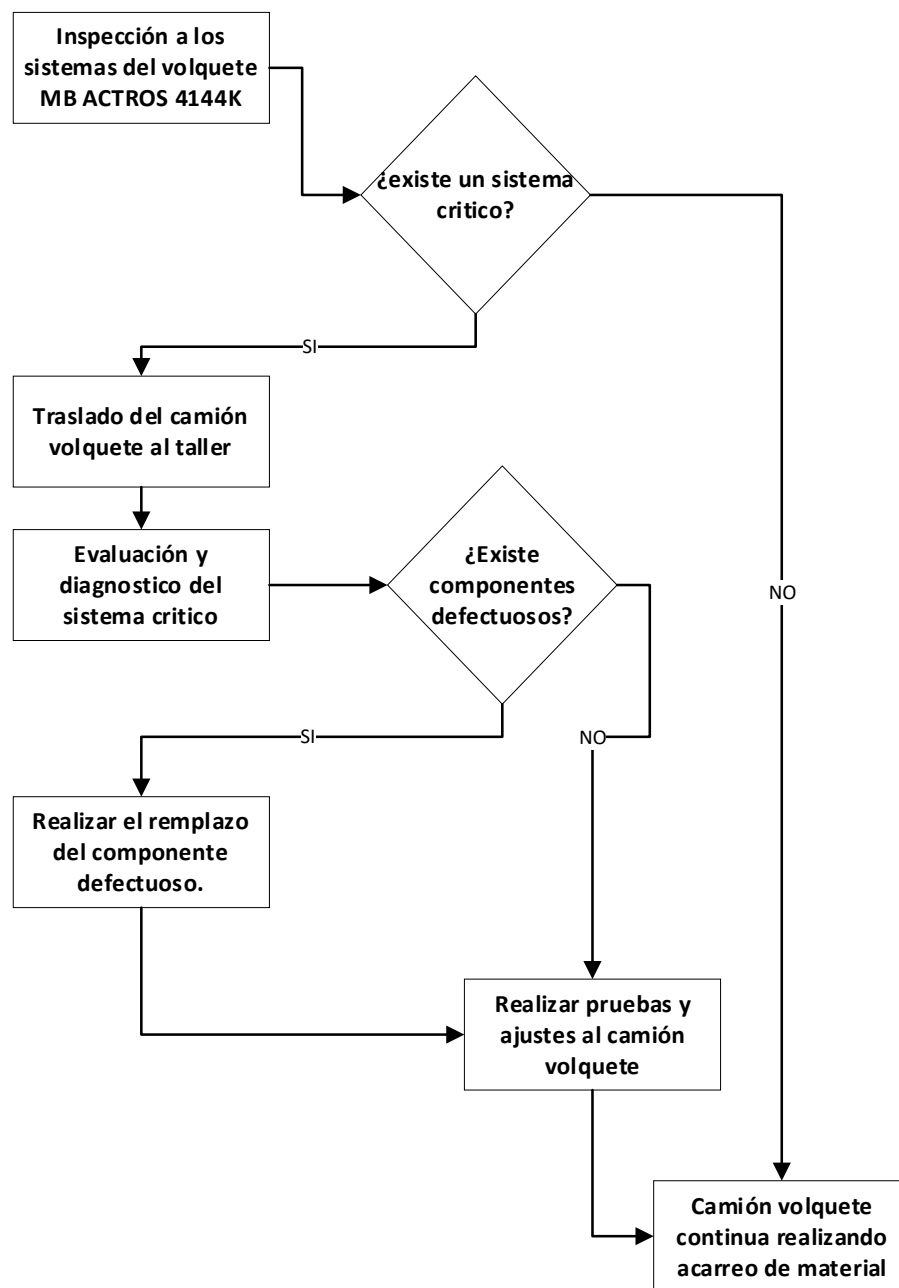 Inspección a los
sistemas del volquete
MB ACTROS 4144K
¿existe un sistema
critico?
SI
Traslado del camión
volquete al taller
Evaluación y
diagnostico del
sistema critico
¿Existe
componentes
defectuosos?
NO
SI
NO
Realizar el remplazo
del componente
defectuoso.
Realizar pruebas y
ajustes al camión
volquete
Camión volquete
continua realizando
acarreo de material